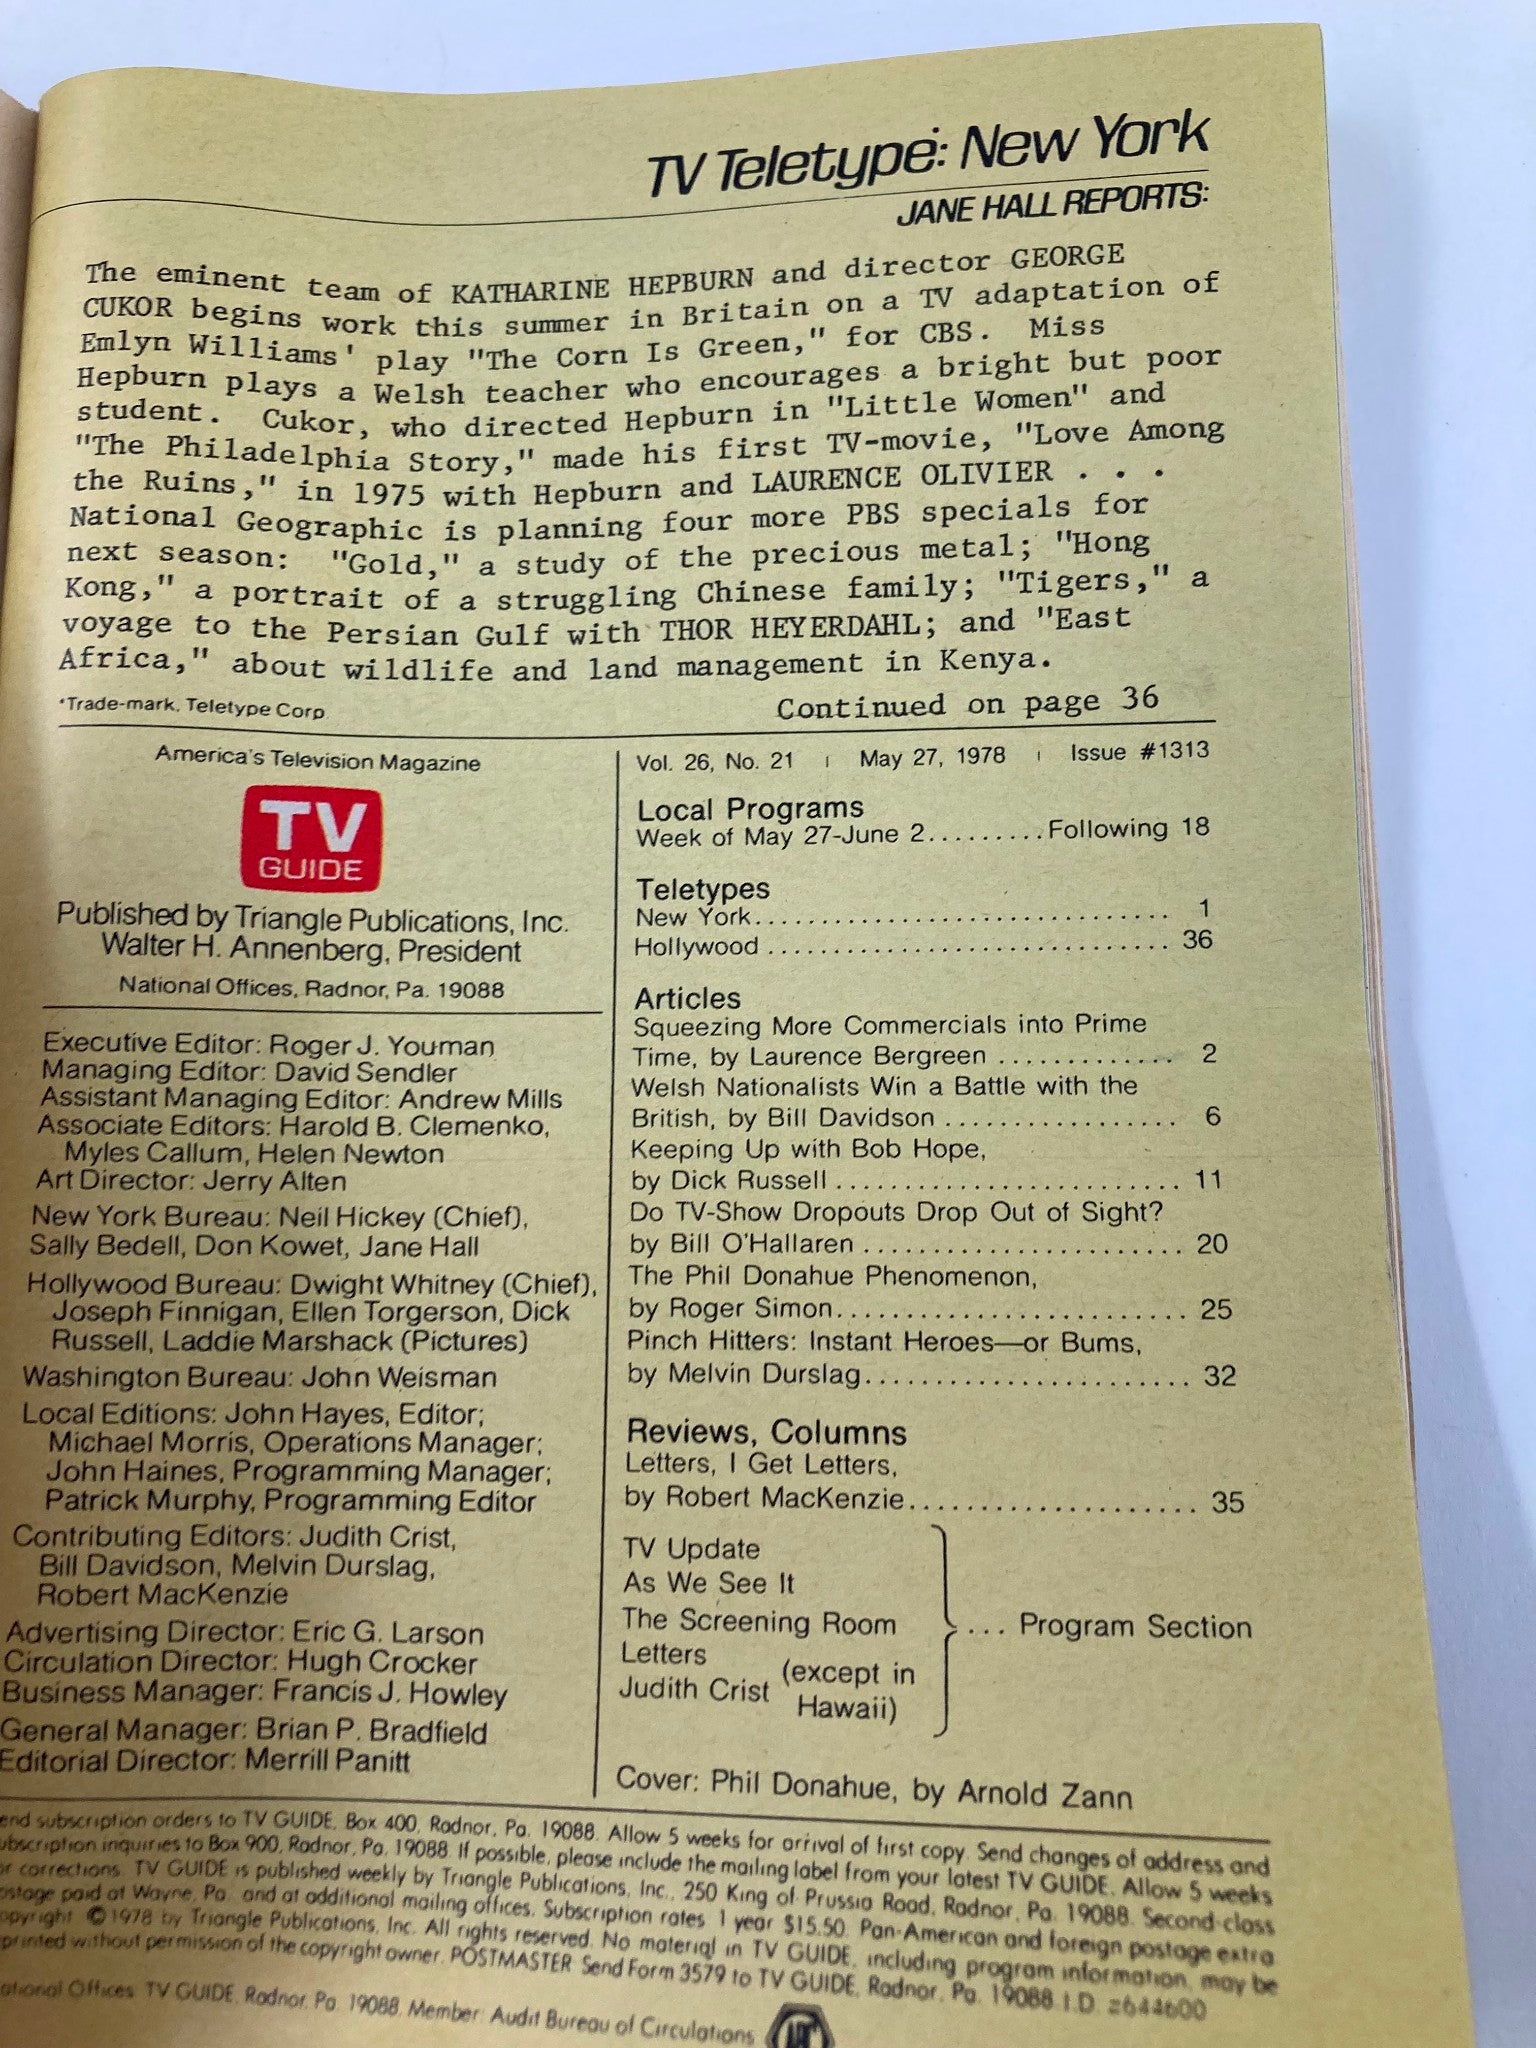 TV Teletype: New York
JANE HALL REPORTS:
The eminent team of KATHARINE HEPBURN and director GEORGE
CUKOR begins work this summer in Britain on a TV adaptation of
Emlyn Williams' play "The Corn Is Green," for CBS. Miss
Hepburn plays a Welsh teacher who encourages a bright but poor
student. Cukor, who directed Hepburn in "Little Women" and
"The Philadelphia Story," made his first TV-movie, "Love Among
the Ruins," in 1975 with Hepburn and LAURENCE OLIVIER . . .
National Geographic is planning four more PBS specials for
next season: "Gold," a study of the precious metal; "Hong
Kong," a portrait of a struggling Chinese family; "Tigers," a
voyage to the Persian Gulf with THOR HEYERDAHL; and "East
Africa," about wildlife and land management in Kenya.
*Trade-mark, Teletype Corp
Continued on page 36
America's Television Magazine
TV
GUIDE
Published by Triangle Publications, Inc.
Walter H. Annenberg, President
National Offices, Radnor, Pa. 19088
Executive Editor: Roger J. Youman
Managing Editor: David Sendler
Assistant Managing Editor: Andrew Mills
Associate Editors: Harold B. Clemenko,
Myles Callum, Helen Newton
Art Director: Jerry Alten
New York Bureau: Neil Hickey (Chief),
Sally Bedell, Don Kowet, Jane Hall
Hollywood Bureau: Dwight Whitney (Chief),
Joseph Finnigan, Ellen Torgerson, Dick
Russell, Laddie Marshack (Pictures)
Washington Bureau: John Weisman
Local Editions: John Hayes, Editor;
Michael Morris, Operations Manager;
John Haines, Programming Manager;
Patrick Murphy, Programming Editor
Contributing Editors: Judith Crist,
Bill Davidson, Melvin Durslag,
Robert MacKenzie
Advertising Director: Eric G. Larson
Circulation Director: Hugh Crocker
Business Manager: Francis J. Howley
General Manager: Brian P. Bradfield
Editorial Director: Merrill Panitt
Vol. 26, No. 21 | May 27, 1978 | Issue #1313
Local Programs
Week of May 27-June 2.........Following 18
Teletypes
New York............................... 1
Hollywood .............................. 36
Articles
Squeezing More Commercials into Prime
Time, by Laurence Bergreen ............. 2
Welsh Nationalists Win a Battle with the
British, by Bill Davidson .................. 6
Keeping Up with Bob Hope,
by Dick Russell.......................... 11
Do TV-Show Dropouts Drop Out of Sight?
by Bill O'Hallaren ........................ 20
The Phil Donahue Phenomenon,
by Roger Simon.......................... 25
Pinch Hitters: Instant Heroes—or Bums,
by Melvin Durslag......................... 32
Reviews, Columns
Letters, I Get Letters,
by Robert MacKenzie...................... 35
TV Update
As We See It
The Screening Room
Letters
Judith Crist (except in
Hawaii)
... Program Section
Cover: Phil Donahue, by Arnold Zann
subscription orders to TV GUIDE, Box 400, Radnor, Pa. 19088. Allow 5 weeks for arrival of first copy. Send changes of address and
inquiries to Box 900, Radnor, Pa. 19088. If possible, please include the mailing label from your latest TV GUIDE. Allow 5 weeks
corrections. TV GUIDE is published weekly by Triangle Publications, Inc., 250 King of Prussia Road, Radnor, Pa. 19088. Second-class
paid at Wayne, Pa. and at additional mailing offices. Subscription rates: 1 year $15.50. Pan-American and foreign postage extra
©1978 by Triangle Publications, Inc. All rights reserved. No material in TV GUIDE, including program information, may be
without permission of the copyright owner. POSTMASTER: Send Form 3579 to TV GUIDE, Radnor, Pa. 19088 I.D.
Offices: TV GUIDE, Radnor, Pa. 19088. Member: Audit Bureau of Circulations